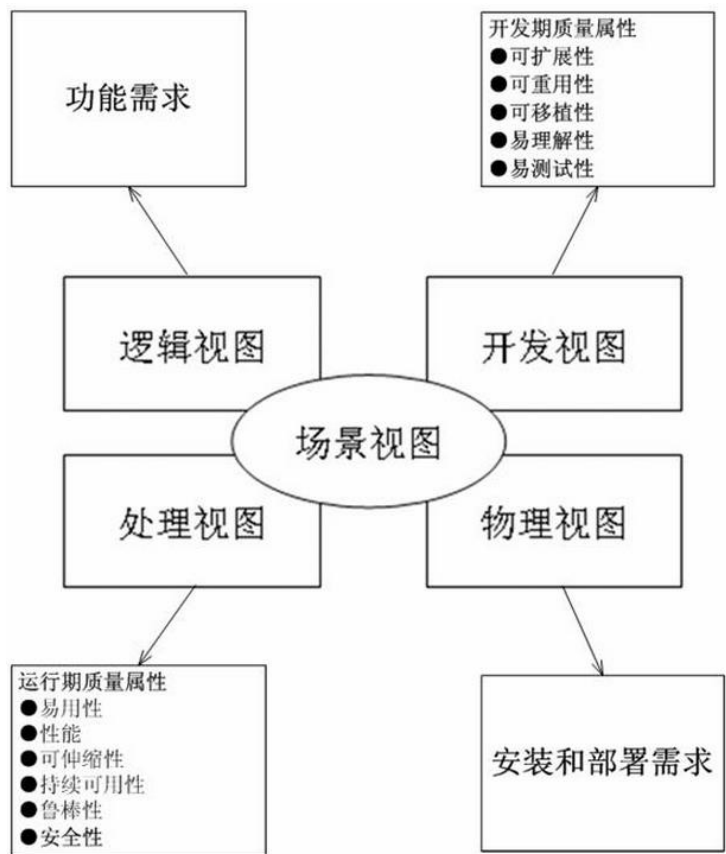 功能需求
开发期质量属性
●可扩展性
●可重用性
●可移植性
●易理解性
●易测试性
逻辑视图
开发视图
场景视图
处理视图
物理视图
运行期质量属性
●易用性
●性能
●可伸缩性
●持续可用性
●鲁棒性
●安全性
安装和部署需求